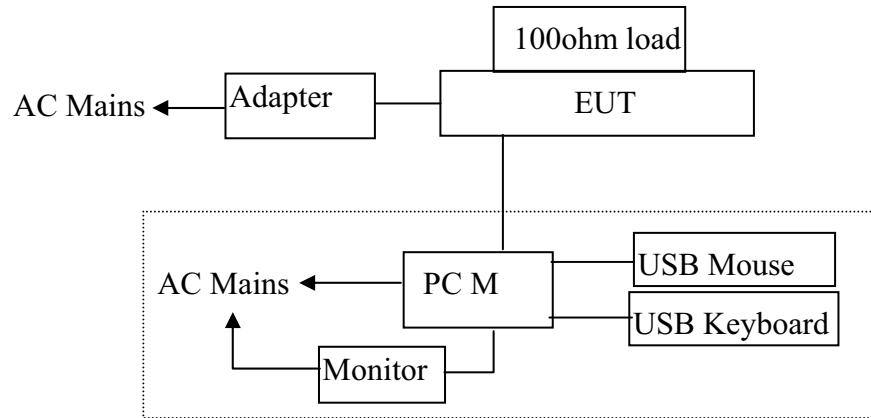 100ohm load
AC Mains
Adapter
EUT
AC Mains
PC M
USB Mouse
USB Keyboard
Monitor